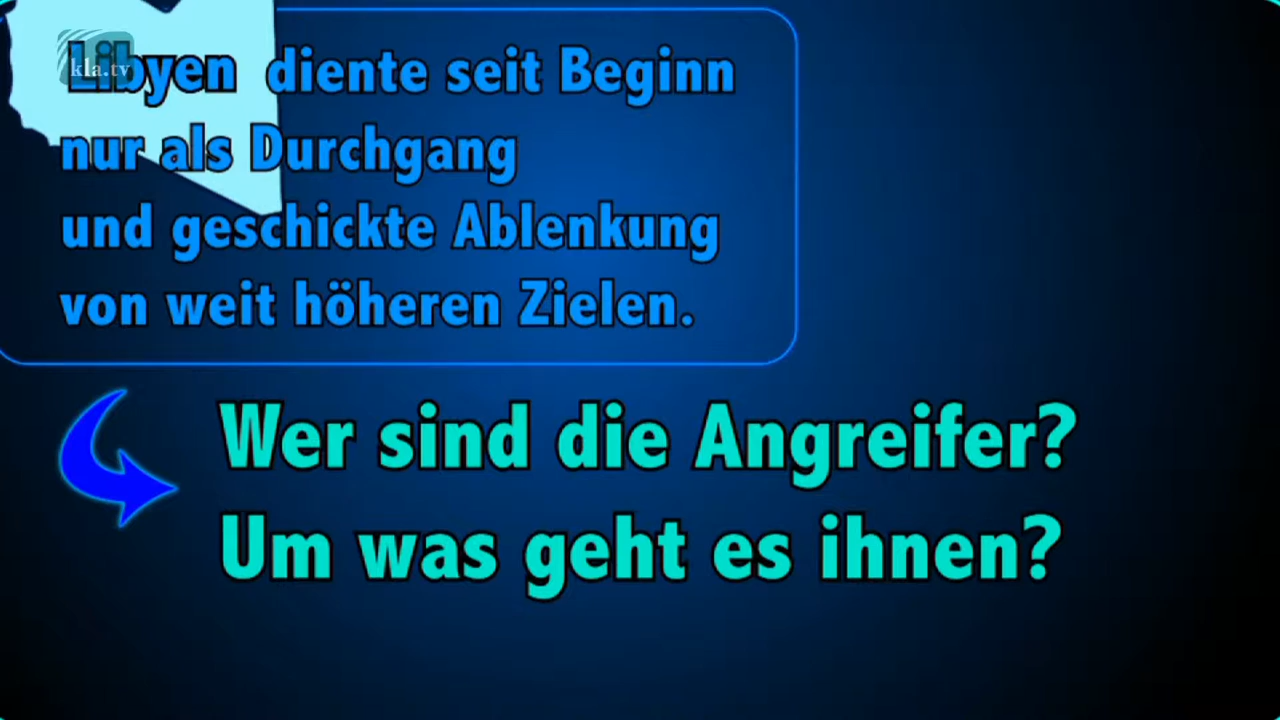 kla.tv
Libyen diente seit Beginn
nur als Durchgang
und geschickte Ablenkung
von weit höheren Zielen.
Wer sind die Angreifer?
Um was geht es ihnen?